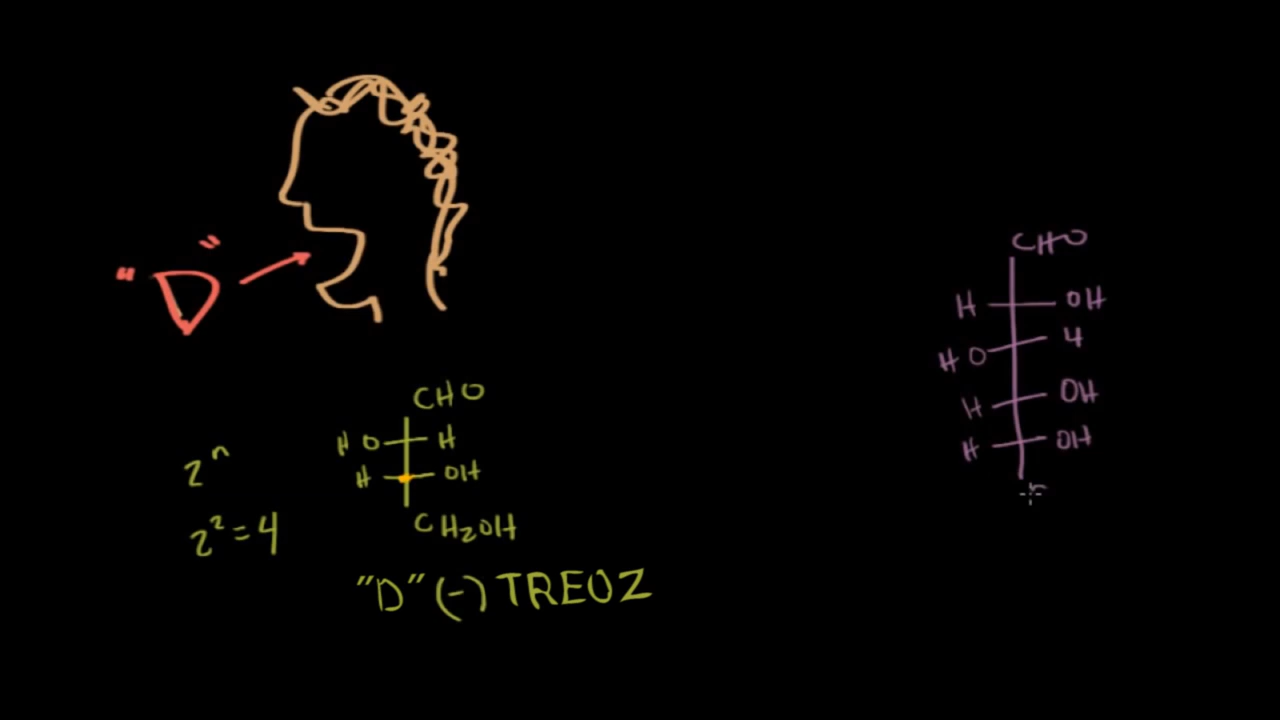 "D"
2ⁿ
2² = 4
CHO
HO H
H OH
CH₂OH
"D" (-) TREOZ
CHO
H OH
HO H
H OH
H OH